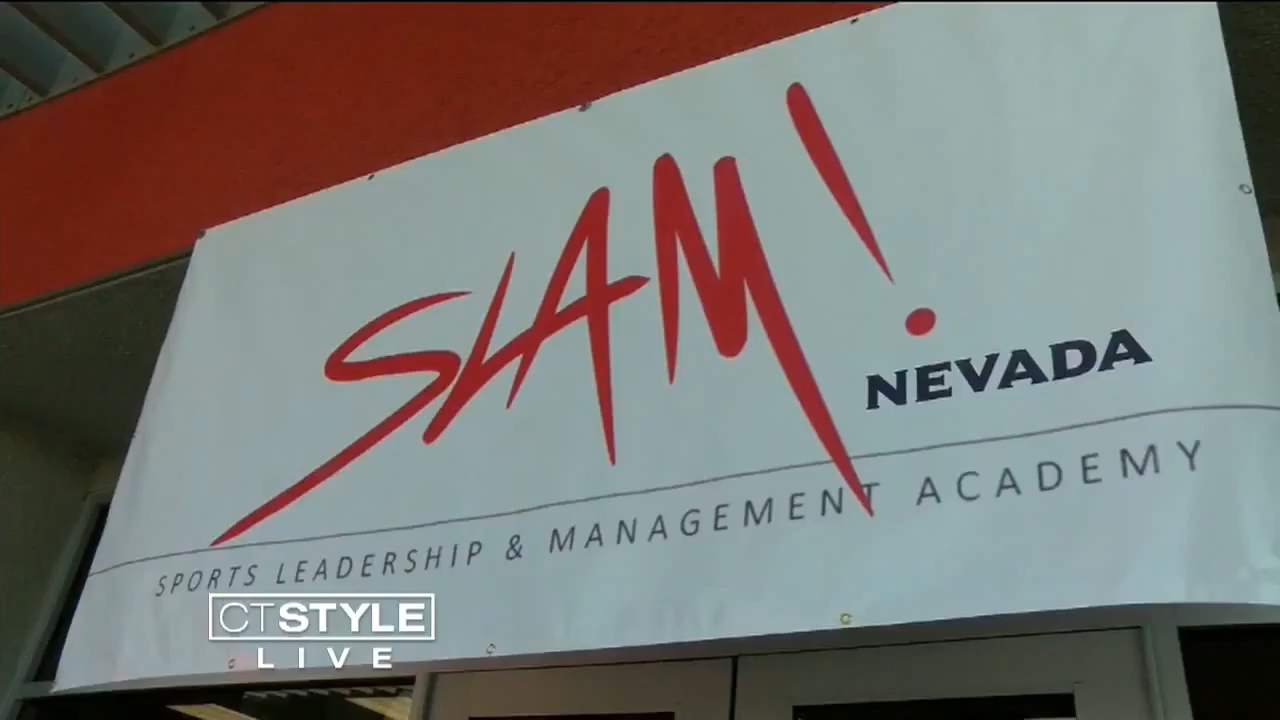 SLAM!
NEVADA
SPORTS LEADERSHIP & MANAGEMENT ACADEMY
CT STYLE
LIVE